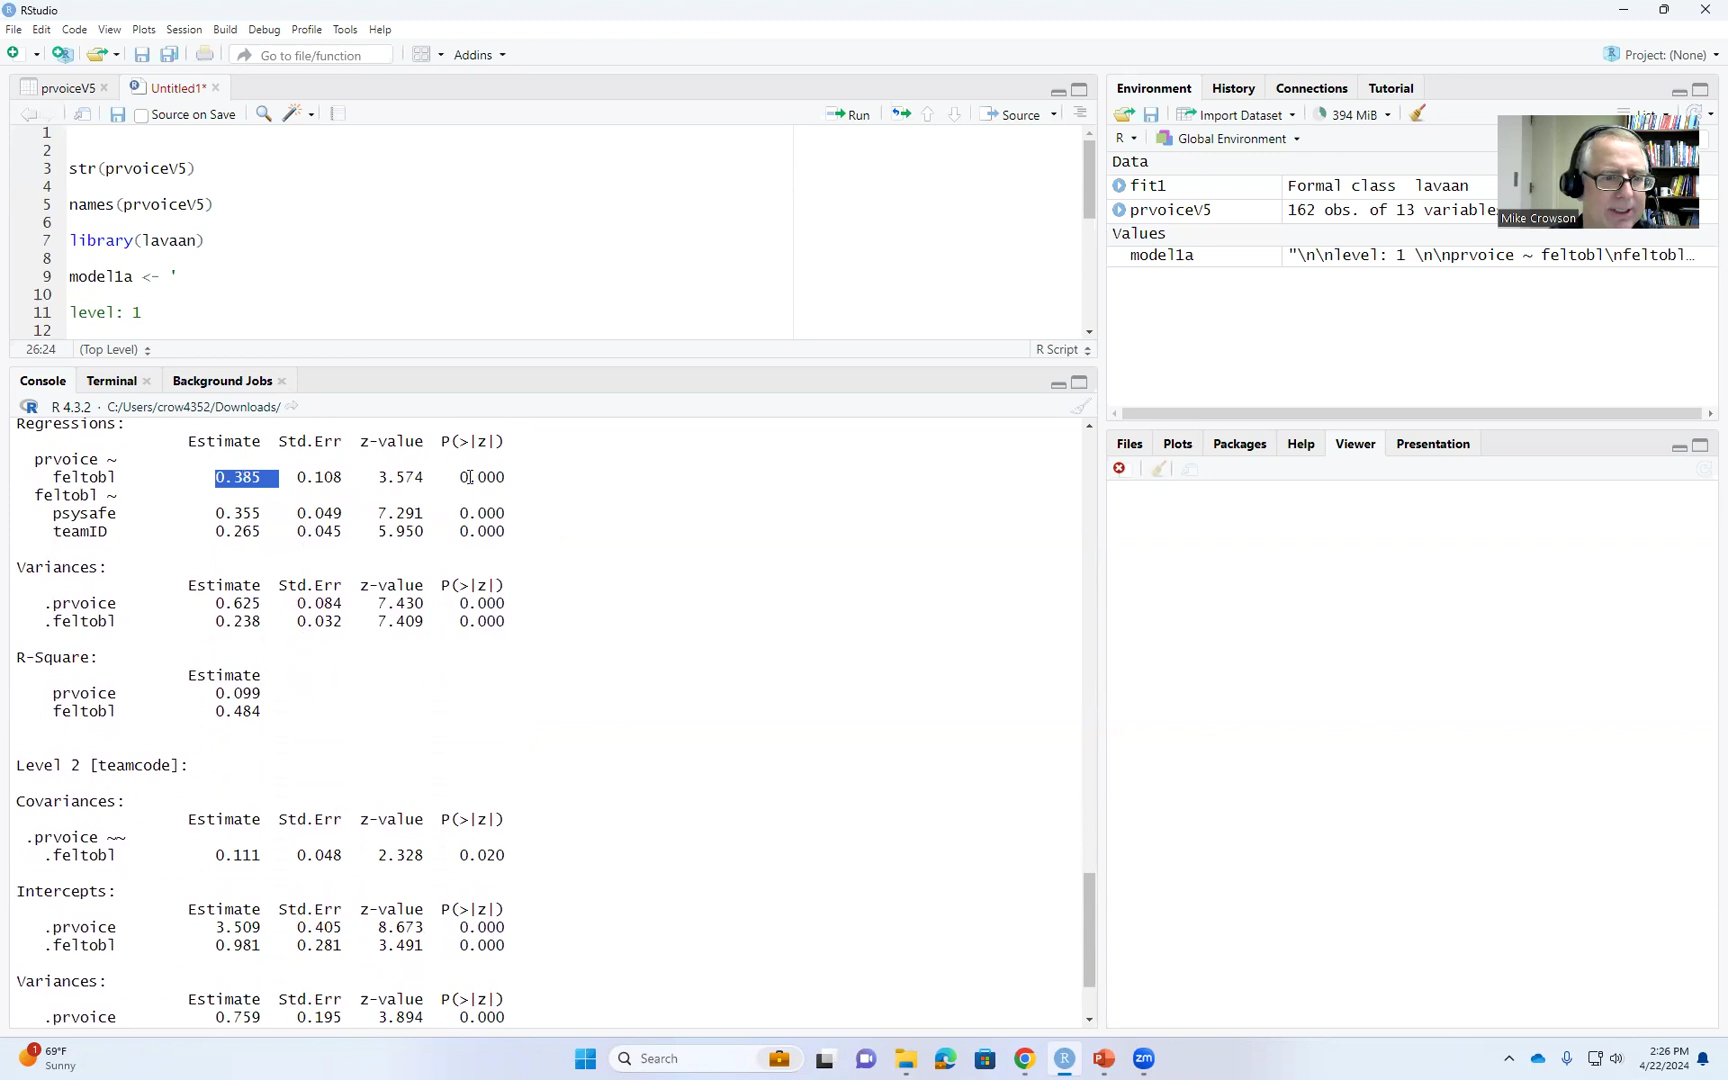 RStudio
File Edit Code View Plots Session Build Debug Profile Tools Help
Go to file/function Addins Project: (None)
prvoiceV5 Untitled1*
Source on Save Run Source
1
2
3 str(prvoiceV5)
4
5 names(prvoiceV5)
6
7 library(lavaan)
8
9 model1a <- '
10
11 level: 1
12
26:24 (Top Level) R Script
Console Terminal Background Jobs
R 4.3.2 · C:/Users/crow4352/Downloads/
Regressions:
Estimate Std.Err z-value P(>|z|)
prvoice ~
feltobl 0.385 0.108 3.574 0.000
feltobl ~
psysafe 0.355 0.049 7.291 0.000
teamID 0.265 0.045 5.950 0.000
Variances:
Estimate Std.Err z-value P(>|z|)
.prvoice 0.625 0.084 7.430 0.000
.feltobl 0.238 0.032 7.409 0.000
R-Square:
Estimate
prvoice 0.099
feltobl 0.484
Level 2 [teamcode]:
Covariances:
Estimate Std.Err z-value P(>|z|)
.prvoice ~~
.feltobl 0.111 0.048 2.328 0.020
Intercepts:
Estimate Std.Err z-value P(>|z|)
.prvoice 3.509 0.405 8.673 0.000
.feltobl 0.981 0.281 3.491 0.000
Variances:
Estimate Std.Err z-value P(>|z|)
.prvoice 0.759 0.195 3.894 0.000
Environment History Connections Tutorial
Import Dataset 394 MiB List
R Global Environment
Data
fit1 Formal class lavaan
prvoiceV5 162 obs. of 13 variables
Values
model1a "\n\nlevel: 1 \n\nprvoice ~ feltobl\nfeltobl…
Mike Crowson
Files Plots Packages Help Viewer Presentation
1 69°F
Sunny
Search
2:26 PM
4/22/2024